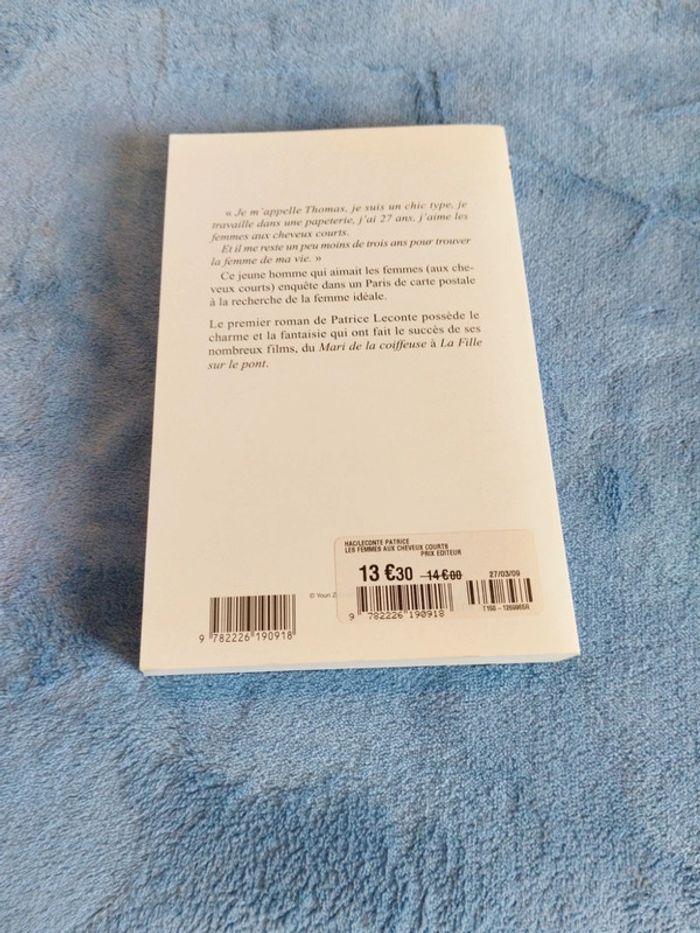 « Je m'appelle Thomas, je suis un chic type, je
travaille dans une papeterie, j'ai 27 ans, j'aime les
femmes aux cheveux courts.
Et il me reste un peu moins de trois ans pour trouver
la femme de ma vie. »
Ce jeune homme qui aimait les femmes (aux che-
veux courts) enquête dans un Paris de carte postale
à la recherche de la femme idéale.
Le premier roman de Patrice Leconte possède le
charme et la fantaisie qui ont fait le succès de ses
nombreux films, du Mari de la coiffeuse à La Fille
sur le pont.
HAC/LECONTE PATRICE
LES FEMMES AUX CHEVEUX COURTS
PRIX EDITEUR
13 €30 14 €00 27/03/09
© Youri
9 782226 190918
9 782226 190918